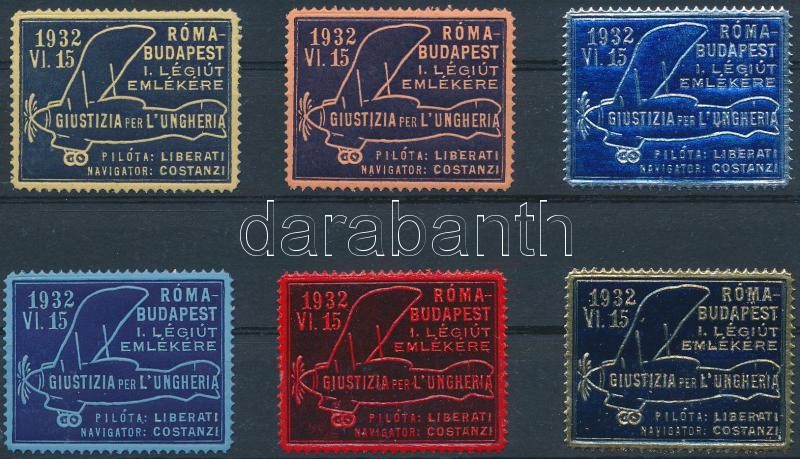 1932
VI. 15
RÓMA-
BUDAPEST
I. LÉGIÚT
EMLÉKÉRE
GIUSTIZIA PER L'UNGHERIA
PILÓTA: LIBERATI
NAVIGATOR: COSTANZI
1932
VI. 15
RÓMA-
BUDAPEST
I. LÉGIÚT
EMLÉKÉRE
GIUSTIZIA PER L'UNGHERIA
PILÓTA: LIBERATI
NAVIGATOR: COSTANZI
1932
VI. 15
RÓMA-
BUDAPEST
I. LÉGIÚT
EMLÉKÉRE
GIUSTIZIA PER L'UNGHERIA
PILÓTA: LIBERATI
NAVIGATOR: COSTANZI
darabanth
1932
VI. 15
RÓMA-
BUDAPEST
I. LÉGIÚT
EMLÉKÉRE
GIUSTIZIA PER L'UNGHERIA
PILÓTA: LIBERATI
NAVIGATOR: COSTANZI
1932
VI. 15
RÓMA-
BUDAPEST
I. LÉGIÚT
EMLÉKÉRE
GIUSTIZIA PER L'UNGHERIA
PILÓTA: LIBERATI
NAVIGATOR: COSTANZI
1932
VI. 15
RÓMA-
BUDAPEST
I. LÉGIÚT
EMLÉKÉRE
GIUSTIZIA PER L'UNGHERIA
PILÓTA: LIBERATI
NAVIGATOR: COSTANZI